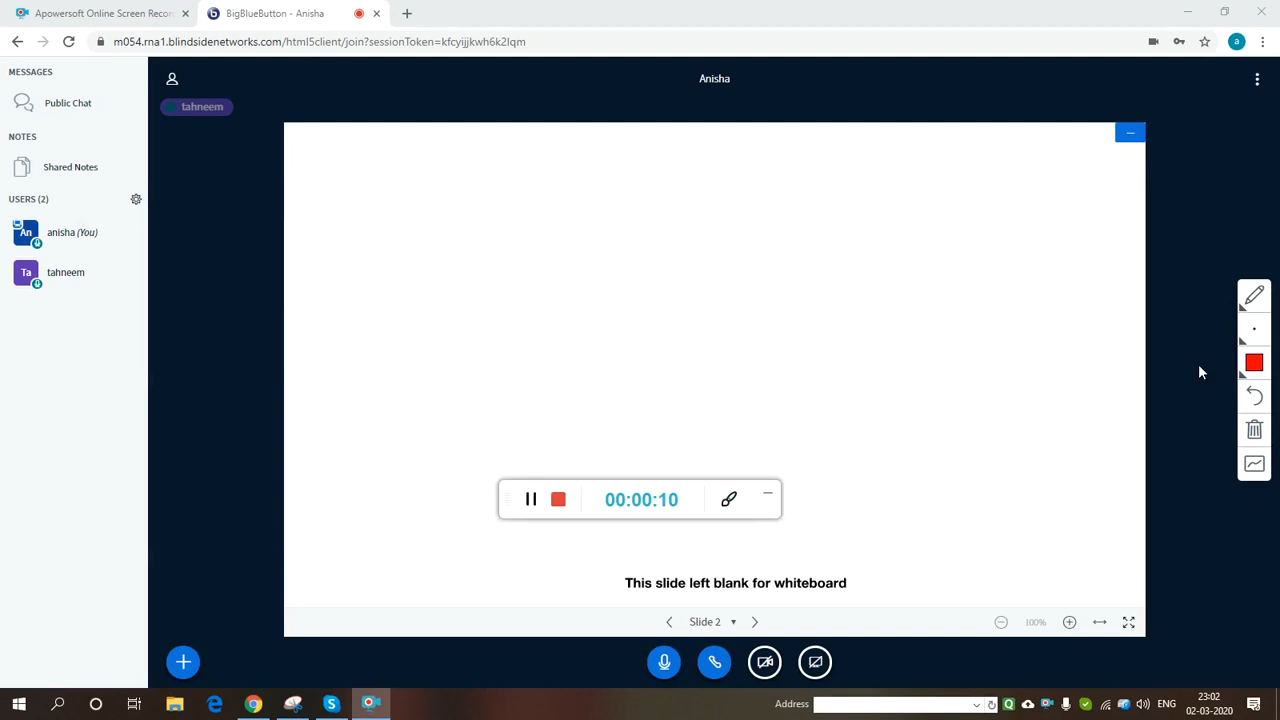 Apowersoft Online Screen Recor
BigBlueButton - Anisha
m054.rna1.blindsidenetworks.com/html5client/join?sessionToken=kfcyijjkwh6k2lqm
a
MESSAGES
Public Chat
NOTES
Shared Notes
USERS (2)
An
anisha (You)
Ta
tahneem
Anisha
tahneem
00:00:10
This slide left blank for whiteboard
Slide 2
100%
Address
ENG
23:02
02-03-2020